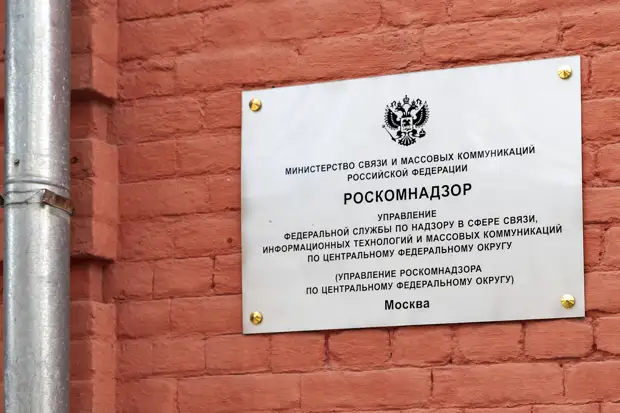 МИНИСТЕРСТВО СВЯЗИ И МАССОВЫХ КОММУНИКАЦИЙ
РОССИЙСКОЙ ФЕДЕРАЦИИ
РОСКОМНАДЗОР
УПРАВЛЕНИЕ
ФЕДЕРАЛЬНОЙ СЛУЖБЫ ПО НАДЗОРУ В СФЕРЕ СВЯЗИ,
ИНФОРМАЦИОННЫХ ТЕХНОЛОГИЙ И МАССОВЫХ КОММУНИКАЦИЙ
ПО ЦЕНТРАЛЬНОМУ ФЕДЕРАЛЬНОМУ ОКРУГУ
(УПРАВЛЕНИЕ РОСКОМНАДЗОРА
ПО ЦЕНТРАЛЬНОМУ ФЕДЕРАЛЬНОМУ ОКРУГУ)
Москва